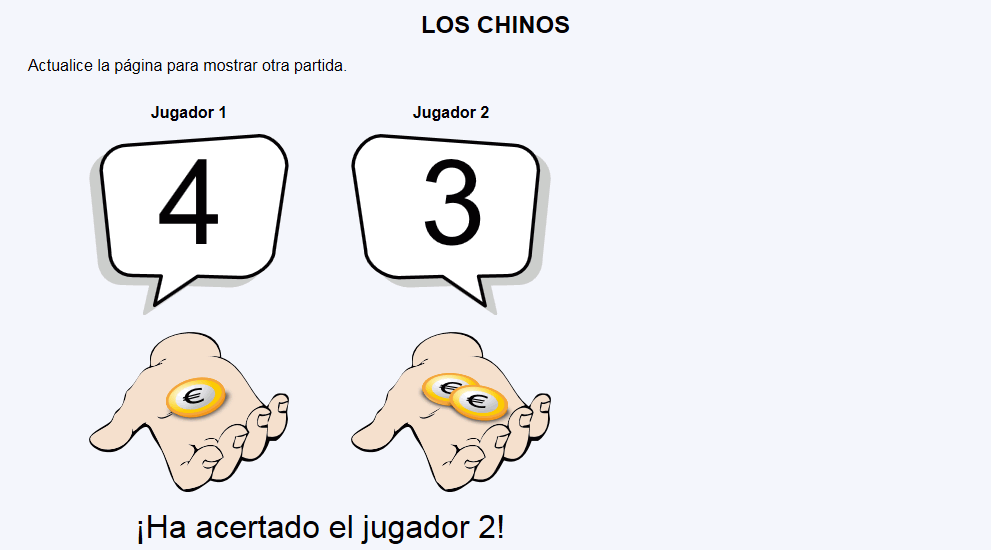 LOS CHINOS
Actualice la página para mostrar otra partida.
Jugador 1
Jugador 2
4
3
€
€
€
¡Ha acertado el jugador 2!